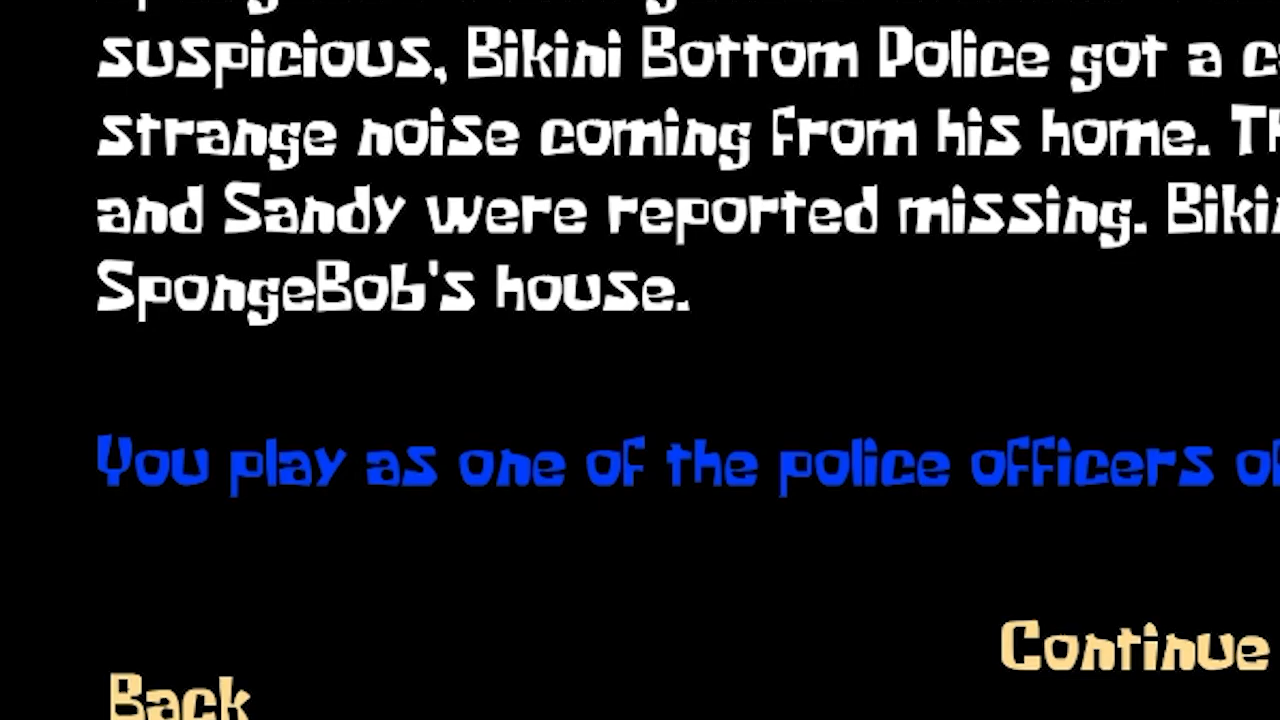 suspicious, Bikini Bottom Police got a
strange noise coming from his home.
and Sandy were reported missing.
SpongeBob's house.
You play as one of the police officers
Continue
Back